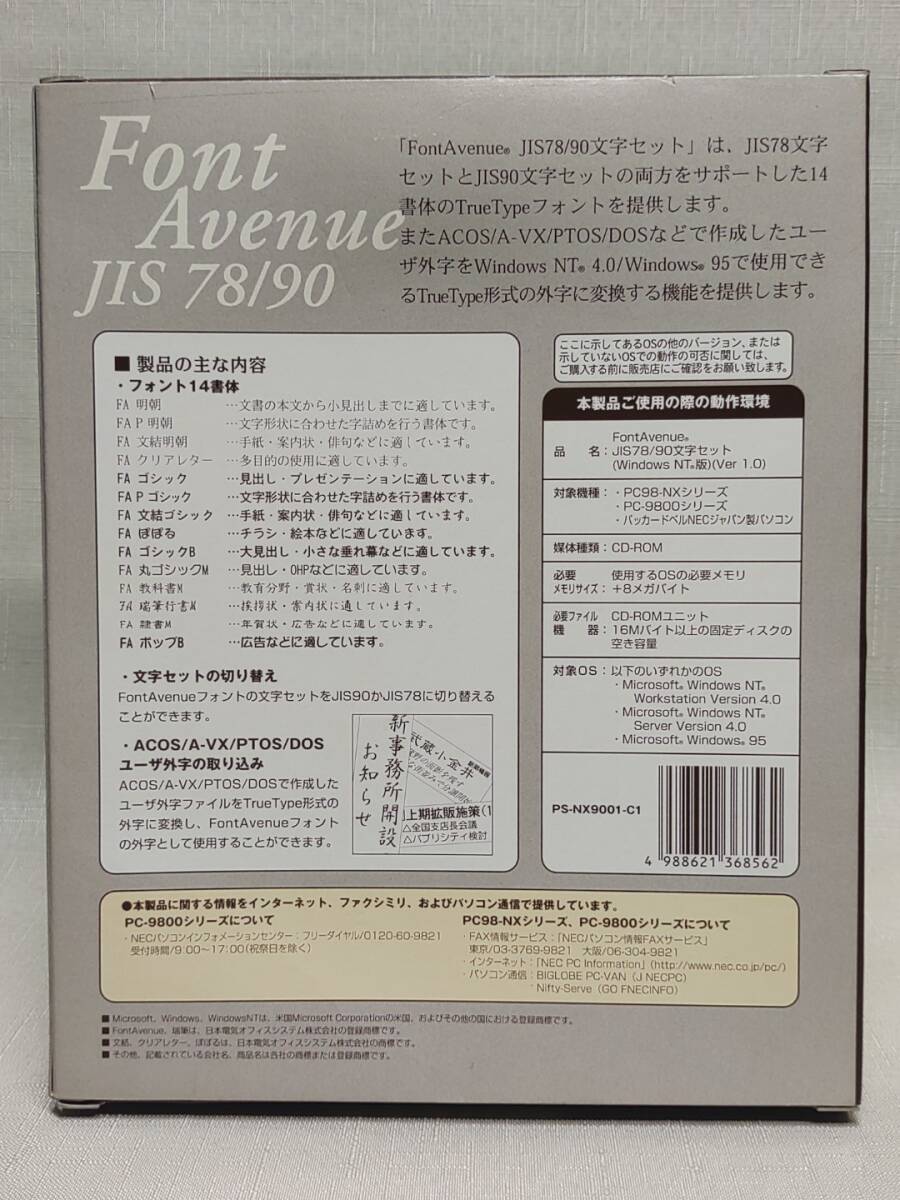 Font
Avenue
JIS 78/90
「FontAvenue® JIS78/90文字セット」は、JIS78文字
セットとJIS90文字セットの両方をサポートした14
書体のTrueTypeフォントを提供します。
またACOS/A-VX/PTOS/DOSなどで作成したユー
ザ外字をWindows NT® 4.0/Windows® 95で使用でき
るTrueType形式の外字に変換する機能を提供します。
■ 製品の主な内容
・フォント14書体
FA 明朝 …文書の本文から小見出しまでに適しています。
FA P 明朝 …文字形状に合わせた字詰めを行う書体です。
FA 文結明朝 …手紙・案内状・俳句などに適しています。
FA クリアレター …多目的の使用に適しています。
FA ゴシック …見出し・プレゼンテーションに適しています。
FA P ゴシック …文字形状に合わせた字詰めを行う書体です。
FA 文結ゴシック …手紙・案内状・俳句などに適しています。
FA ぽぽる …チラシ・絵本などに適しています。
FA ゴシックB …大見出し・小さな垂れ幕などに適しています。
FA 丸ゴシックM …見出し・OHPなどに適しています。
FA 教科書M …教育分野・賞状・名刺に適しています。
FA 瑞筆行書M …挨拶状・案内状に適しています。
FA 隷書M …年賀状・広告などに適しています。
FA ポップB …広告などに適しています。
・文字セットの切り替え
FontAvenueフォントの文字セットをJIS90かJIS78に切り替える
ことができます。
・ACOS/A-VX/PTOS/DOS
ユーザ外字の取り込み
ACOS/A-VX/PTOS/DOSで作成した
ユーザ外字ファイルをTrueType形式の
外字に変換し、FontAvenueフォント
の外字として使用することができます。
新事務所開設
お知らせ
武蔵小金井
上期拡販施策(1
△全国支店長会議
△パブリシティ検討
ここに示してあるOSの他のバージョン、または
示していないOSでの動作の可否に関しては、
ご購入する前に販売店にご確認をお願い致します。
本製品ご使用の際の動作環境
品 名：FontAvenue®
JIS78/90文字セット
(Windows NT®版)(Ver 1.0)
対象機種：・PC98-NXシリーズ
・PC-9800シリーズ
・パッカードベルNECジャパン製パソコン
媒体種類：CD-ROM
必要メモリサイズ：使用するOSの必要メモリ
＋8メガバイト
必要ファイル機器：CD-ROMユニット
16Mバイト以上の固定ディスクの
空き容量
対象OS：以下のいずれかのOS
・Microsoft® Windows NT®
Workstation Version 4.0
・Microsoft® Windows NT®
Server Version 4.0
・Microsoft® Windows® 95
PS-NX9001-C1
4 988621 368562
●本製品に関する情報をインターネット、ファクシミリ、およびパソコン通信で提供しています。
PC-9800シリーズについて
・NECパソコンインフォメーションセンター：フリーダイヤル/0120-60-9821
受付時間/9:00～17:00(祝祭日を除く)
PC98-NXシリーズ、PC-9800シリーズについて
・FAX情報サービス：「NECパソコン情報FAXサービス」
東京/03-3769-9821 大阪/06-304-9821
・インターネット：「NEC PC Information」(http://www.nec.co.jp/pc/)
・パソコン通信：BIGLOBE PC-VAN (J NECPC)
Nifty-Serve (GO FNECINFO)
■ Microsoft、Windows、WindowsNTは、米国Microsoft Corporationの米国、およびその他の国における登録商標です。
■ FontAvenue、瑞筆は、日本電気オフィスシステム株式会社の登録商標です。
■ 文結、クリアレター、ぽぽるは、日本電気オフィスシステム株式会社の商標です。
■ その他、記載されている会社名、商品名は各社の商標または登録商標です。